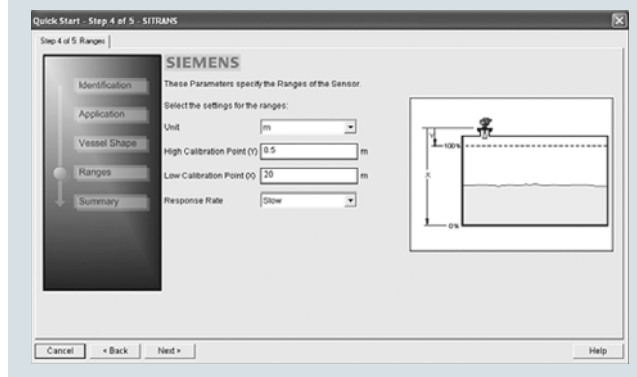 Quick Start - Step 4 of 5 - SITRANS
Step 4 of 5: Ranges
SIEMENS
Identification
Application
Vessel Shape
Ranges
Summary
These Parameters specify the Ranges of the Sensor.
Select the settings for the ranges:
Unit m
High Calibration Point (Y) 0.5 m
Low Calibration Point (X) 20 m
Response Rate Slow
Y
100%
X
0%
Cancel < Back Next > Help